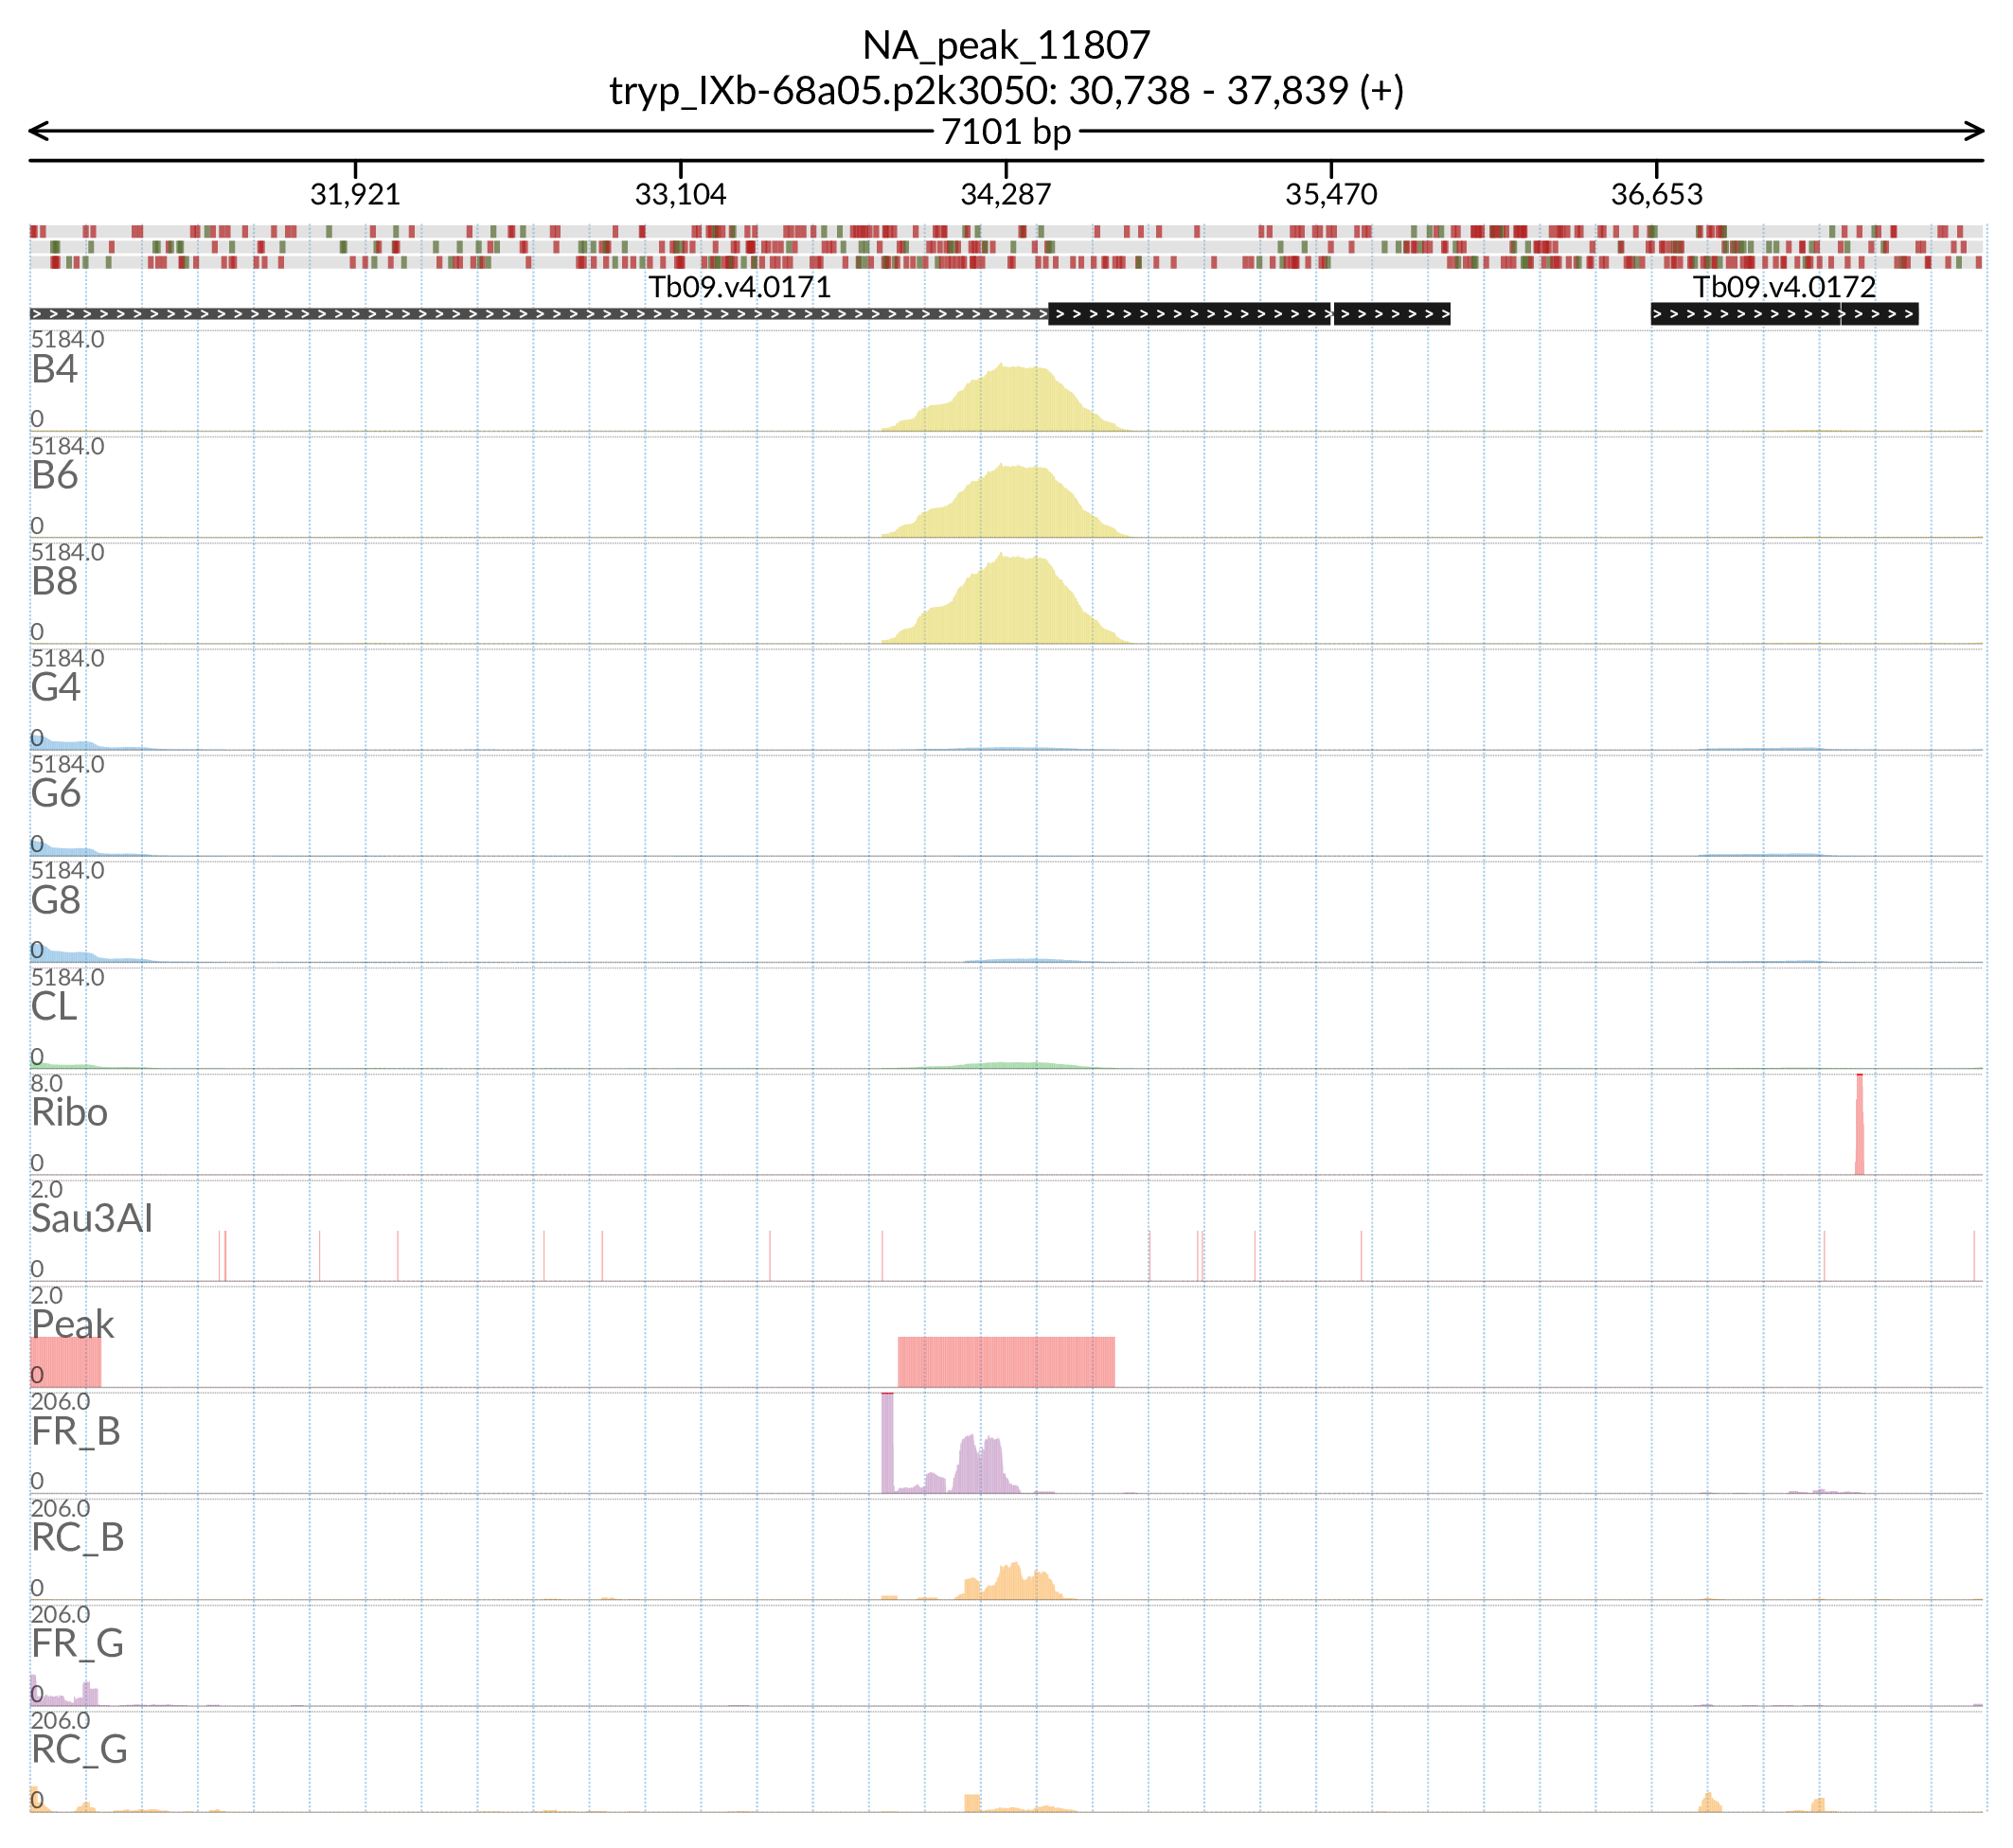 NA_peak_11807
tryp_IXb-68a05.p2k3050: 30,738 - 37,839 (+)
7101 bp
31,921 33,104 34,287 35,470 36,653
Tb09.v4.0171 Tb09.v4.0172
5184.0
B4
0
5184.0
B6
0
5184.0
B8
0
5184.0
G4
0
5184.0
G6
0
5184.0
G8
0
5184.0
CL
0
8.0
Ribo
0
2.0
Sau3AI
0
2.0
Peak
0
206.0
FR_B
0
206.0
RC_B
0
206.0
FR_G
0
206.0
RC_G
0